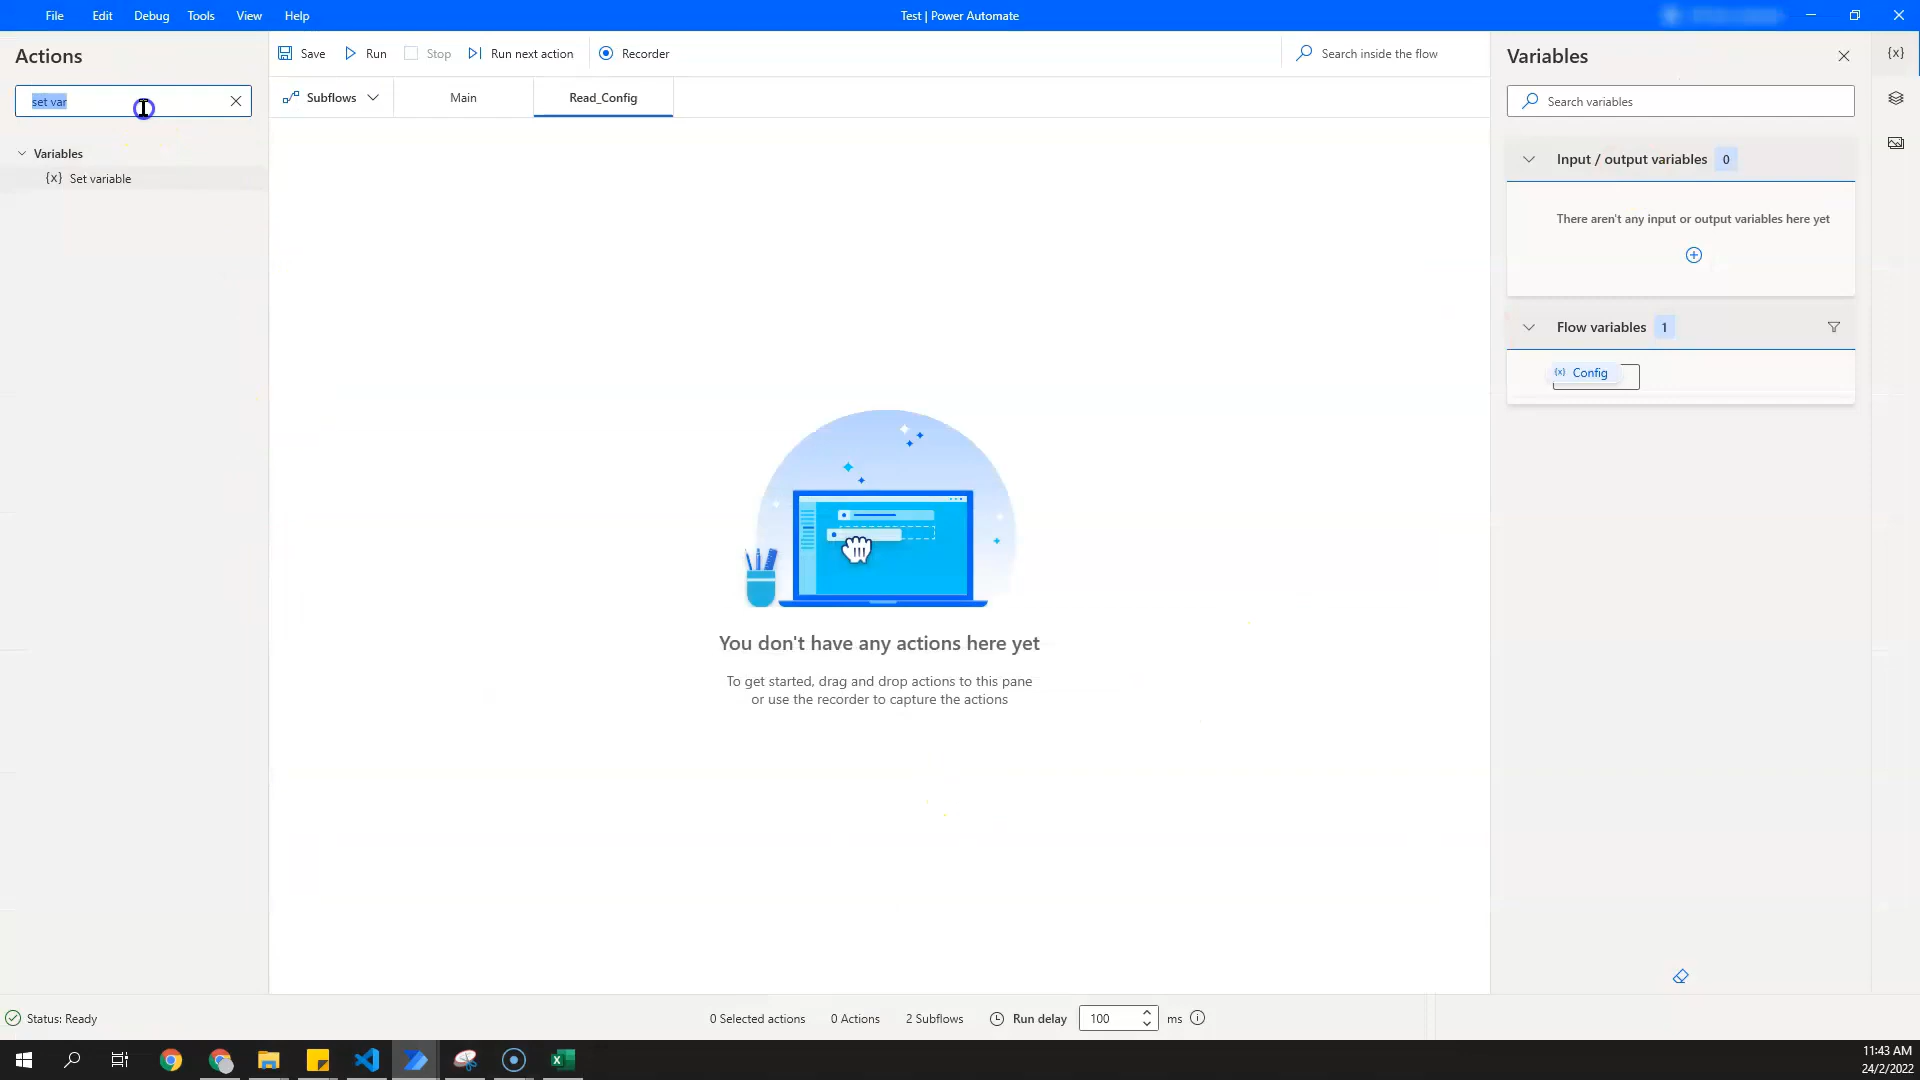 File Edit Debug Tools View Help
Test | Power Automate
Actions
set var
Variables
{x} Set variable
Save Run Stop Run next action Recorder
Search inside the flow
Subflows Main Read_Config
You don't have any actions here yet
To get started, drag and drop actions to this pane
or use the recorder to capture the actions
Variables
{x}
Search variables
Input / output variables 0
There aren't any input or output variables here yet
Flow variables 1
{x} Config
Status: Ready
0 Selected actions 0 Actions 2 Subflows Run delay 100 ms
11:43 AM
24/2/2022